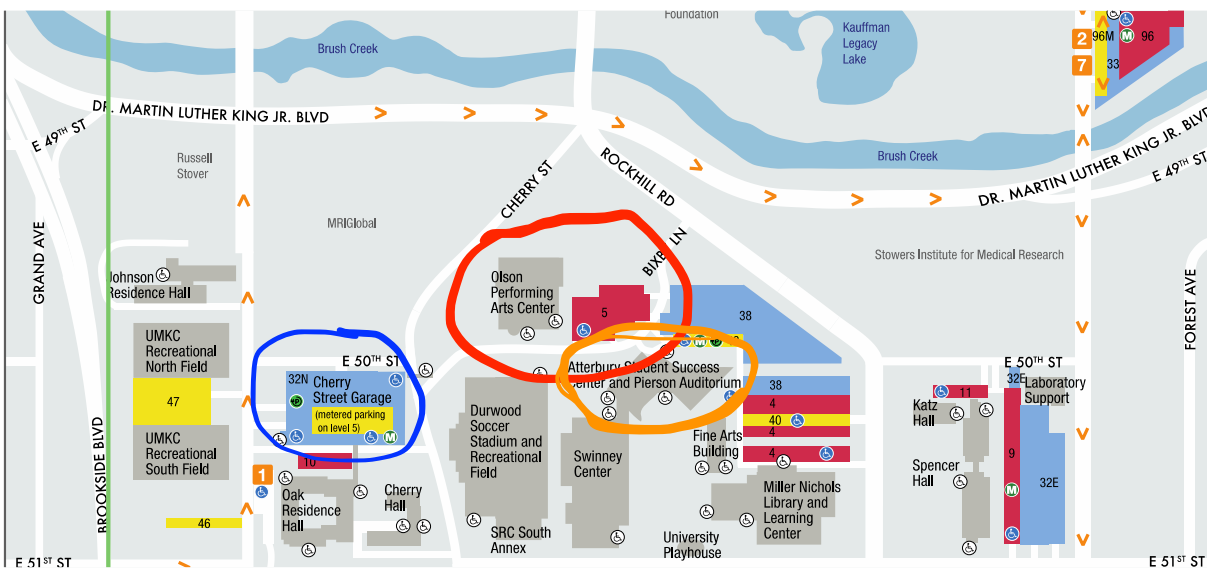 Foundation
Kauffman
Legacy
Lake
Brush Creek
2
7
96M
M
96
33
DR. MARTIN LUTHER KING JR. BLVD
E 49TH ST
Russell
Stover
MRIGlobal
CHERRY ST
ROCKHILL RD
BIXBY LN
Brush Creek
DR. MARTIN LUTHER KING JR. BLVD
E 49TH ST
Stowers Institute for Medical Research
GRAND AVE
BROOKSIDE BLVD
FOREST AVE
Johnson
Residence Hall
Olson
Performing
Arts Center
5
38
M
UMKC
Recreational
North Field
47
UMKC
Recreational
South Field
46
E 50TH ST
32N
Cherry
Street Garage
(metered parking
on level 5)
M
10
1
Oak
Residence
Hall
Cherry
Hall
Durwood
Soccer
Stadium and
Recreational
Field
SRC South
Annex
Atterbury Student Success
Center and Pierson Auditorium
Swinney
Center
38
4
40
4
4
Fine Arts
Building
Miller Nichols
Library and
Learning
Center
University
Playhouse
E 50TH ST
11
32E
Laboratory
Support
Katz
Hall
Spencer
Hall
9
M
32E
E 51ST ST
E 51ST ST